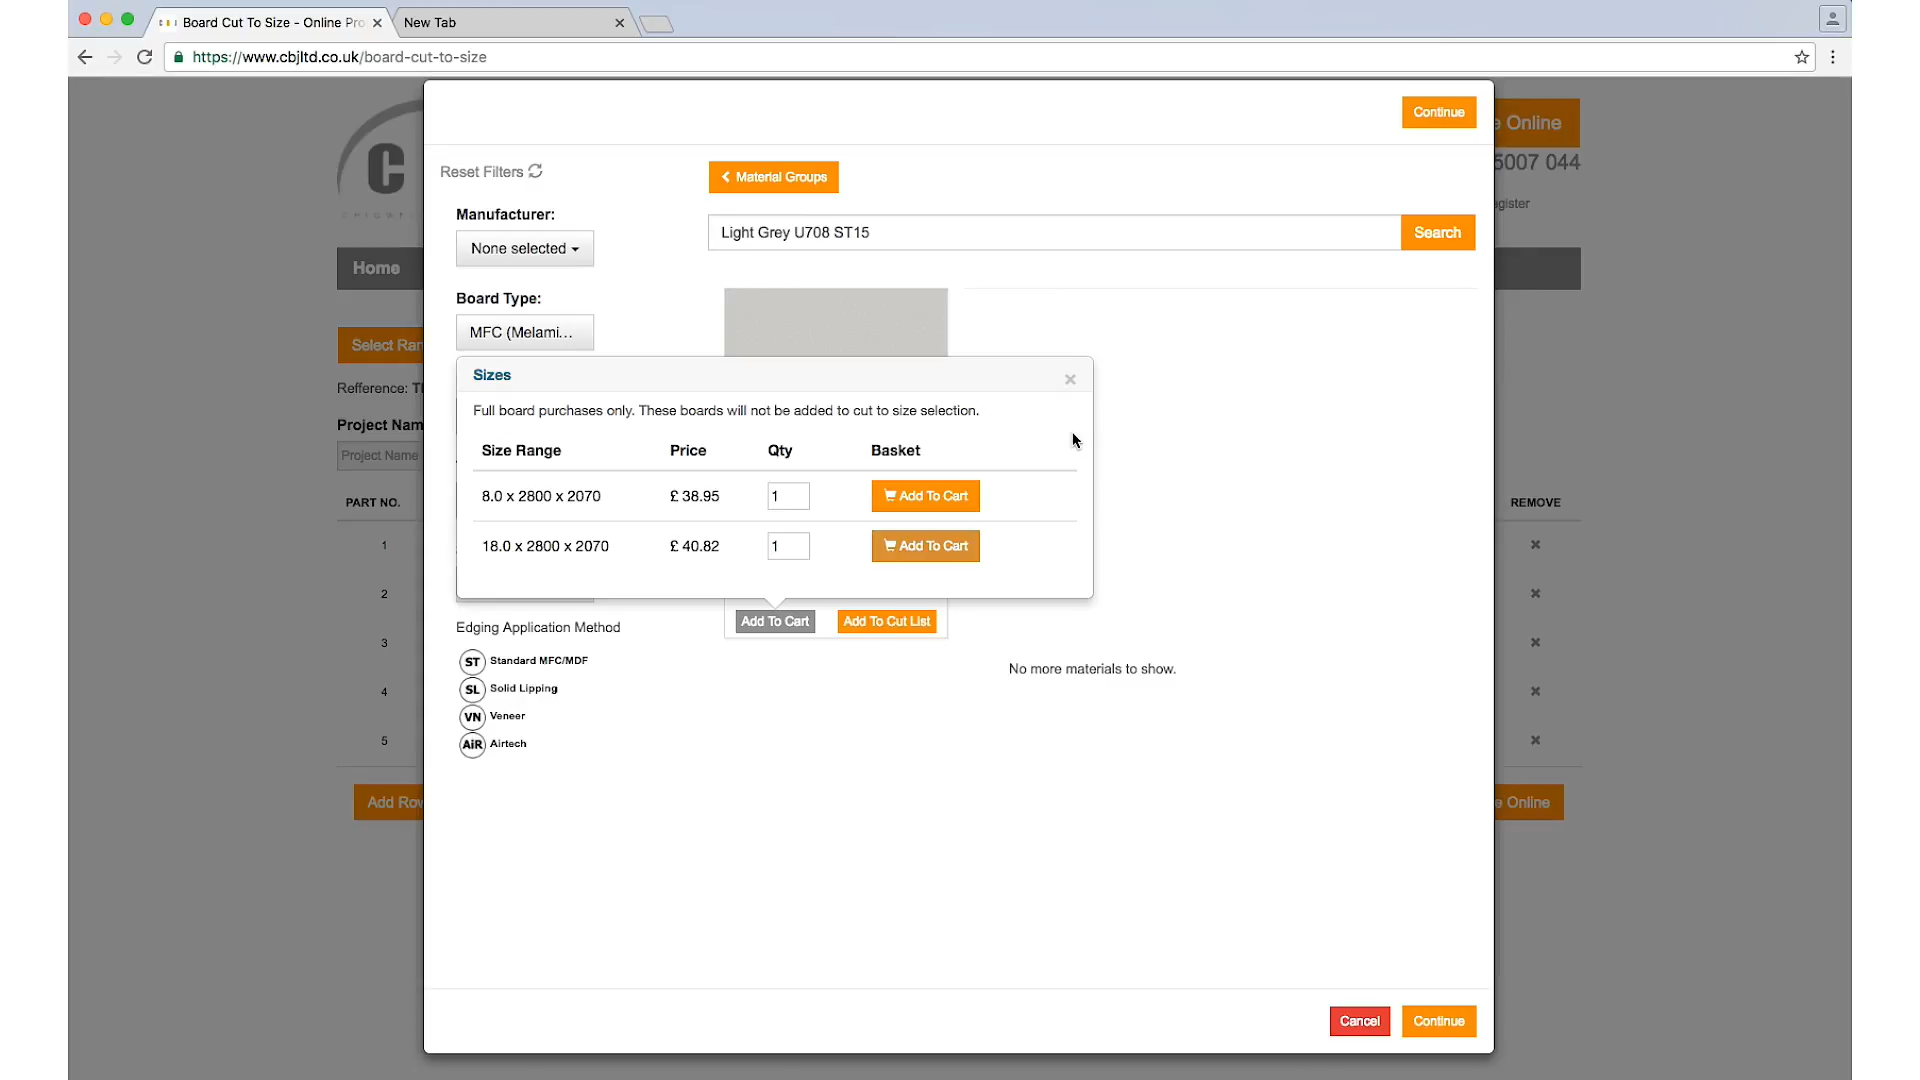 Board Cut To Size - Online Pro
New Tab
https://www.cbjltd.co.uk/board-cut-to-size
Continue
Online
5007 044
Reset Filters
Material Groups
Manufacturer:
None selected
Light Grey U708 ST15
Search
Home
Board Type:
MFC (Melami...
Select Ran
Sizes
Refference:
Full board purchases only. These boards will not be added to cut to size selection.
Project Nam
Project Name
Size Range Price Qty Basket
8.0 x 2800 x 2070 £ 38.95 1 Add To Cart
18.0 x 2800 x 2070 £ 40.82 1 Add To Cart
PART NO.
REMOVE
1
2
3
4
5
Add To Cart
Add To Cut List
Edging Application Method
ST Standard MFC/MDF
SL Solid Lipping
VN Veneer
AiR Airtech
No more materials to show.
Add Row
e Online
Cancel
Continue